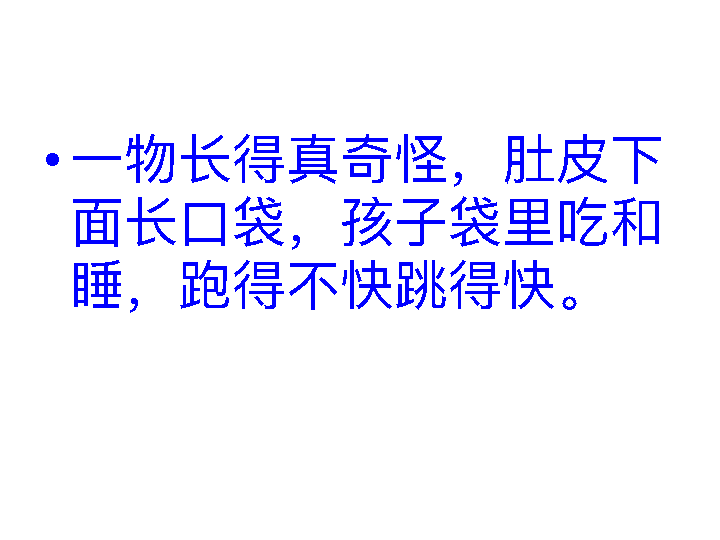 •一物长得真奇怪，肚皮下
面长口袋，孩子袋里吃和
睡，跑得不快跳得快。